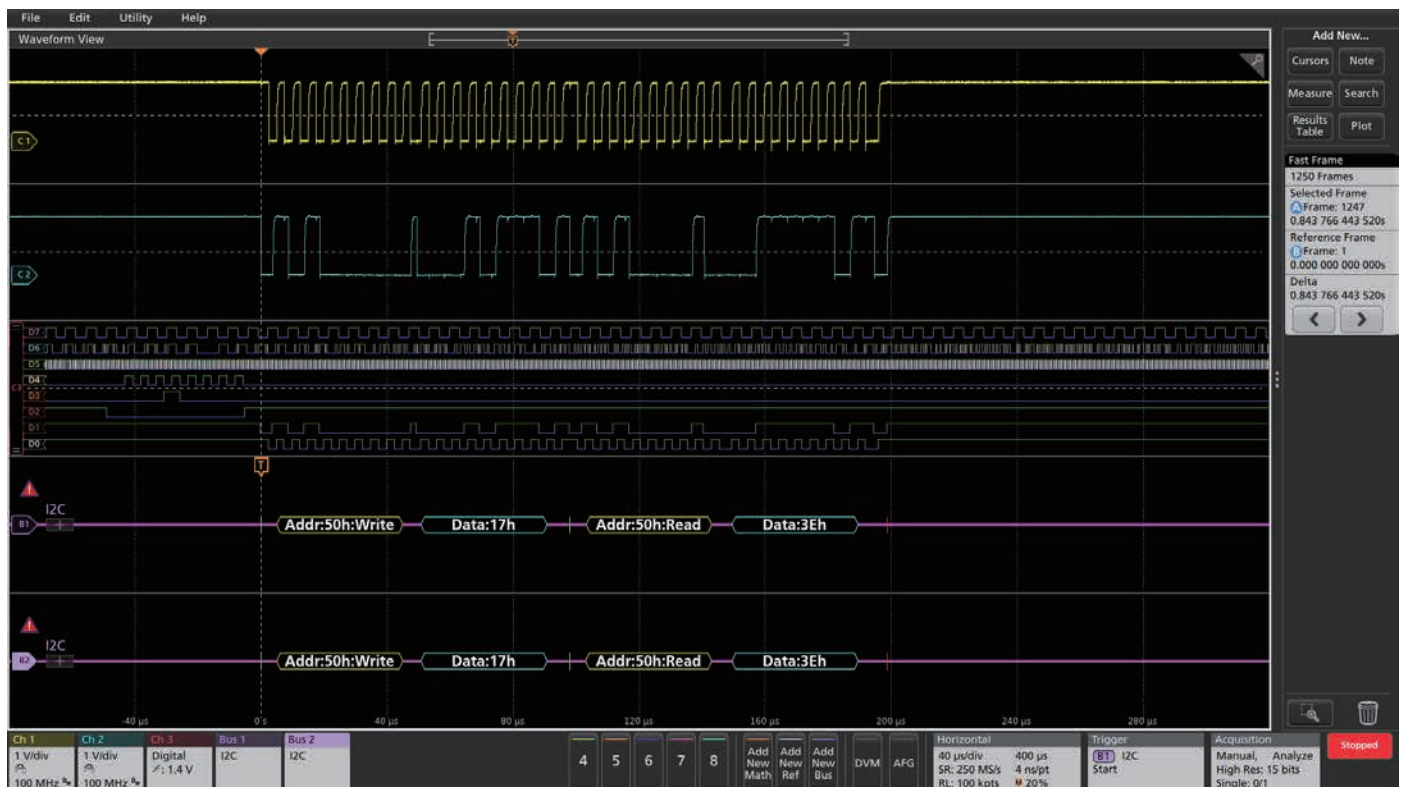 File Edit Utility Help
Waveform View
Add New...
Cursors Note
Measure Search
Results Table Plot
Fast Frame
1250 Frames
Selected Frame
A Frame: 1247
0.843 766 443 520s
Reference Frame
B Frame: 1
0.000 000 000 000s
Delta
0.843 766 443 520s
C1
C2
C3
D7
D6
D5
D4
D3
D2
D1
D0
T
I2C
B1 Addr:50h:Write Data:17h Addr:50h:Read Data:3Eh
I2C
B2 Addr:50h:Write Data:17h Addr:50h:Read Data:3Eh
-40 µs 0 s 40 µs 80 µs 120 µs 160 µs 200 µs 240 µs 280 µs
Ch 1
1 V/div
100 MHz
Ch 2
1 V/div
100 MHz
Ch 3
Digital
: 1.4 V
Bus 1
I2C
Bus 2
I2C
4 5 6 7 8
Add New Math
Add New Ref
Add New Bus
DVM
AFG
Horizontal
40 µs/div 400 µs
SR: 250 MS/s 4 ns/pt
RL: 100 kpts 20%
Trigger
B1 I2C
Start
Acquisition
Manual, Analyze
High Res: 15 bits
Single: 0/1
Stopped